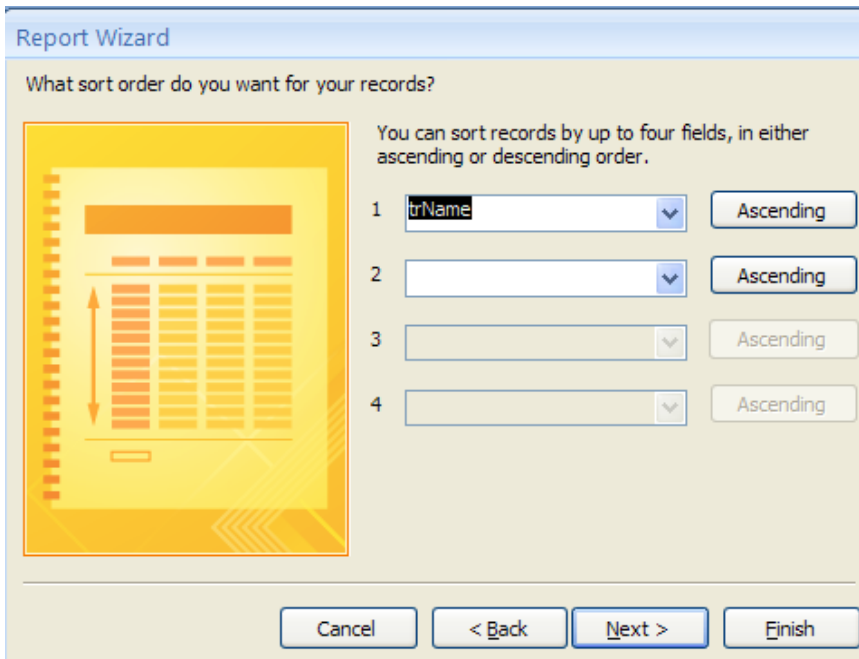 Report Wizard
What sort order do you want for your records?
You can sort records by up to four fields, in either
ascending or descending order.
1 trName Ascending
2 Ascending
3 Ascending
4 Ascending
Cancel < Back Next > Finish